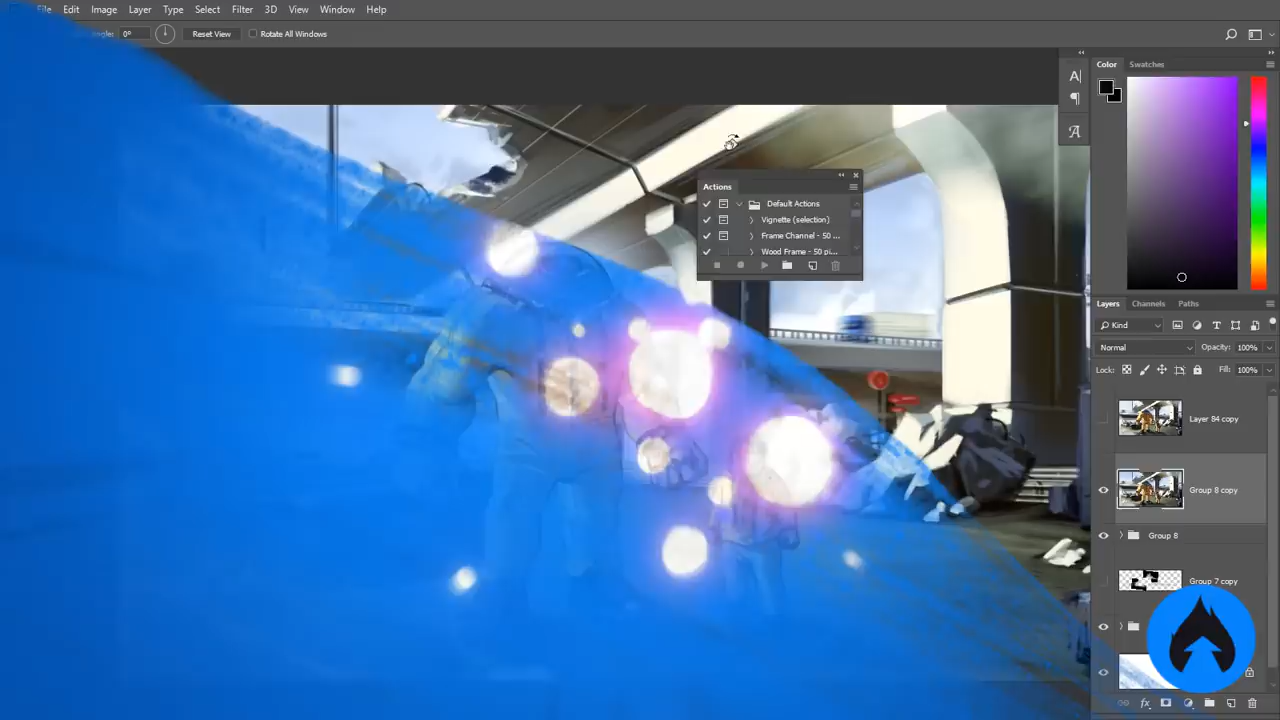 File Edit Image Layer Type Select Filter 3D View Window Help
0° Reset View Rotate All Windows
Color Swatches
Actions
Default Actions
Vignette (selection)
Frame Channel - 50 ...
Wood Frame - 50 pi...
Layers Channels Paths
Kind
Normal Opacity: 100%
Lock: Fill: 100%
Layer 84 copy
Group 8 copy
Group 8
Group 7 copy